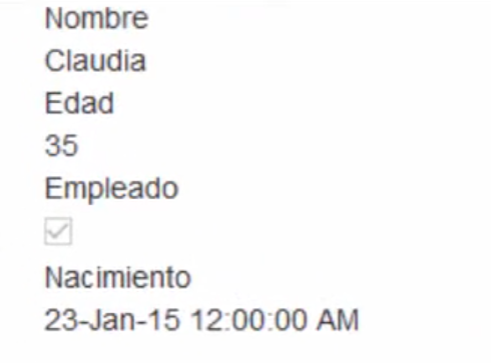 Nombre
Claudia
Edad
35
Empleado
Nacimiento
23-Jan-15 12:00:00 AM